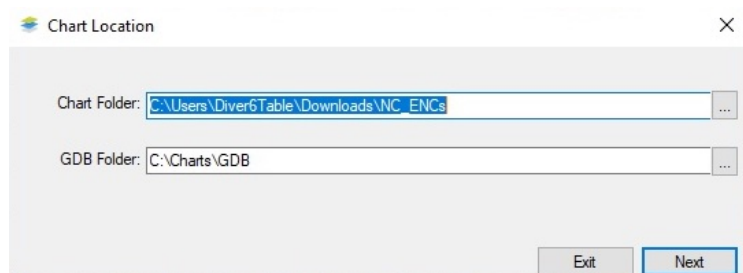 Chart Location
Chart Folder: C:\Users\Diver6Table\Downloads\NC_ENCs ...
GDB Folder: C:\Charts\GDB ...
Exit Next